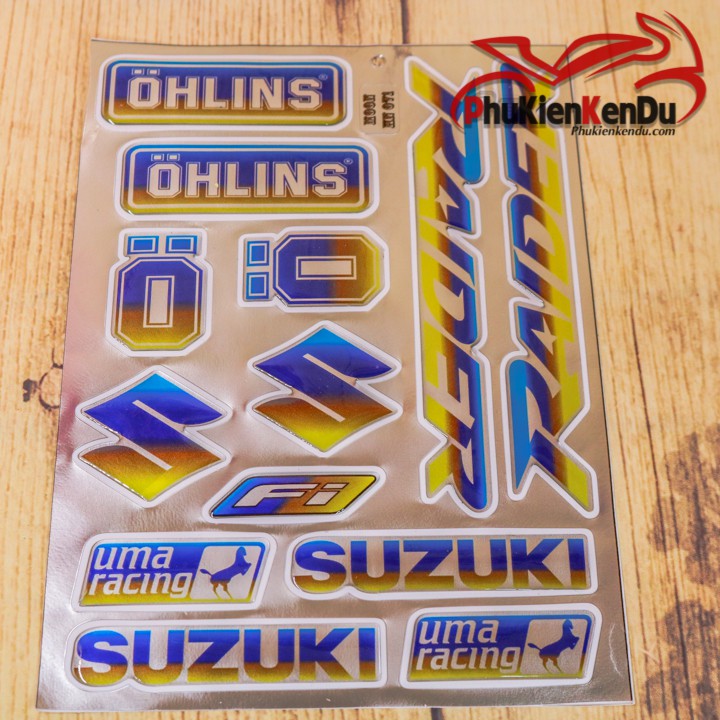 PhuKienKenDu
Phukienkendu.com
ÖHLINS®
ÖHLINS®
Ö
Ö
RAIDER
RAIDER
Fi
uma
racing
SUZUKI
SUZUKI
uma
racing